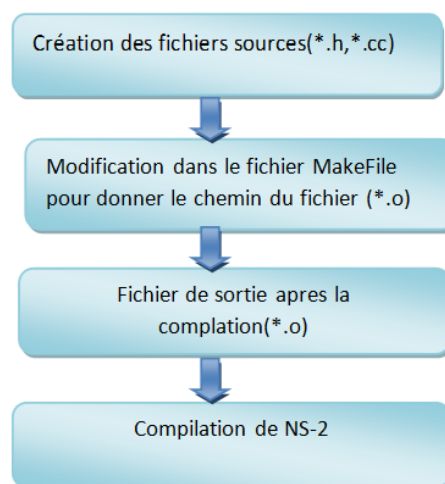 Création des fichiers sources(*.h,*.cc)
Modification dans le fichier MakeFile
pour donner le chemin du fichier (*.o)
Fichier de sortie apres la
complation(*.o)
Compilation de NS-2